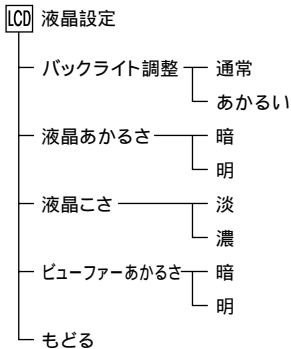 LCD 液晶設定
バックライト調整 通常
あかるい
液晶あかるさ 暗
明
液晶こさ 淡
濃
ビューファーあかるさ 暗
明
もどる